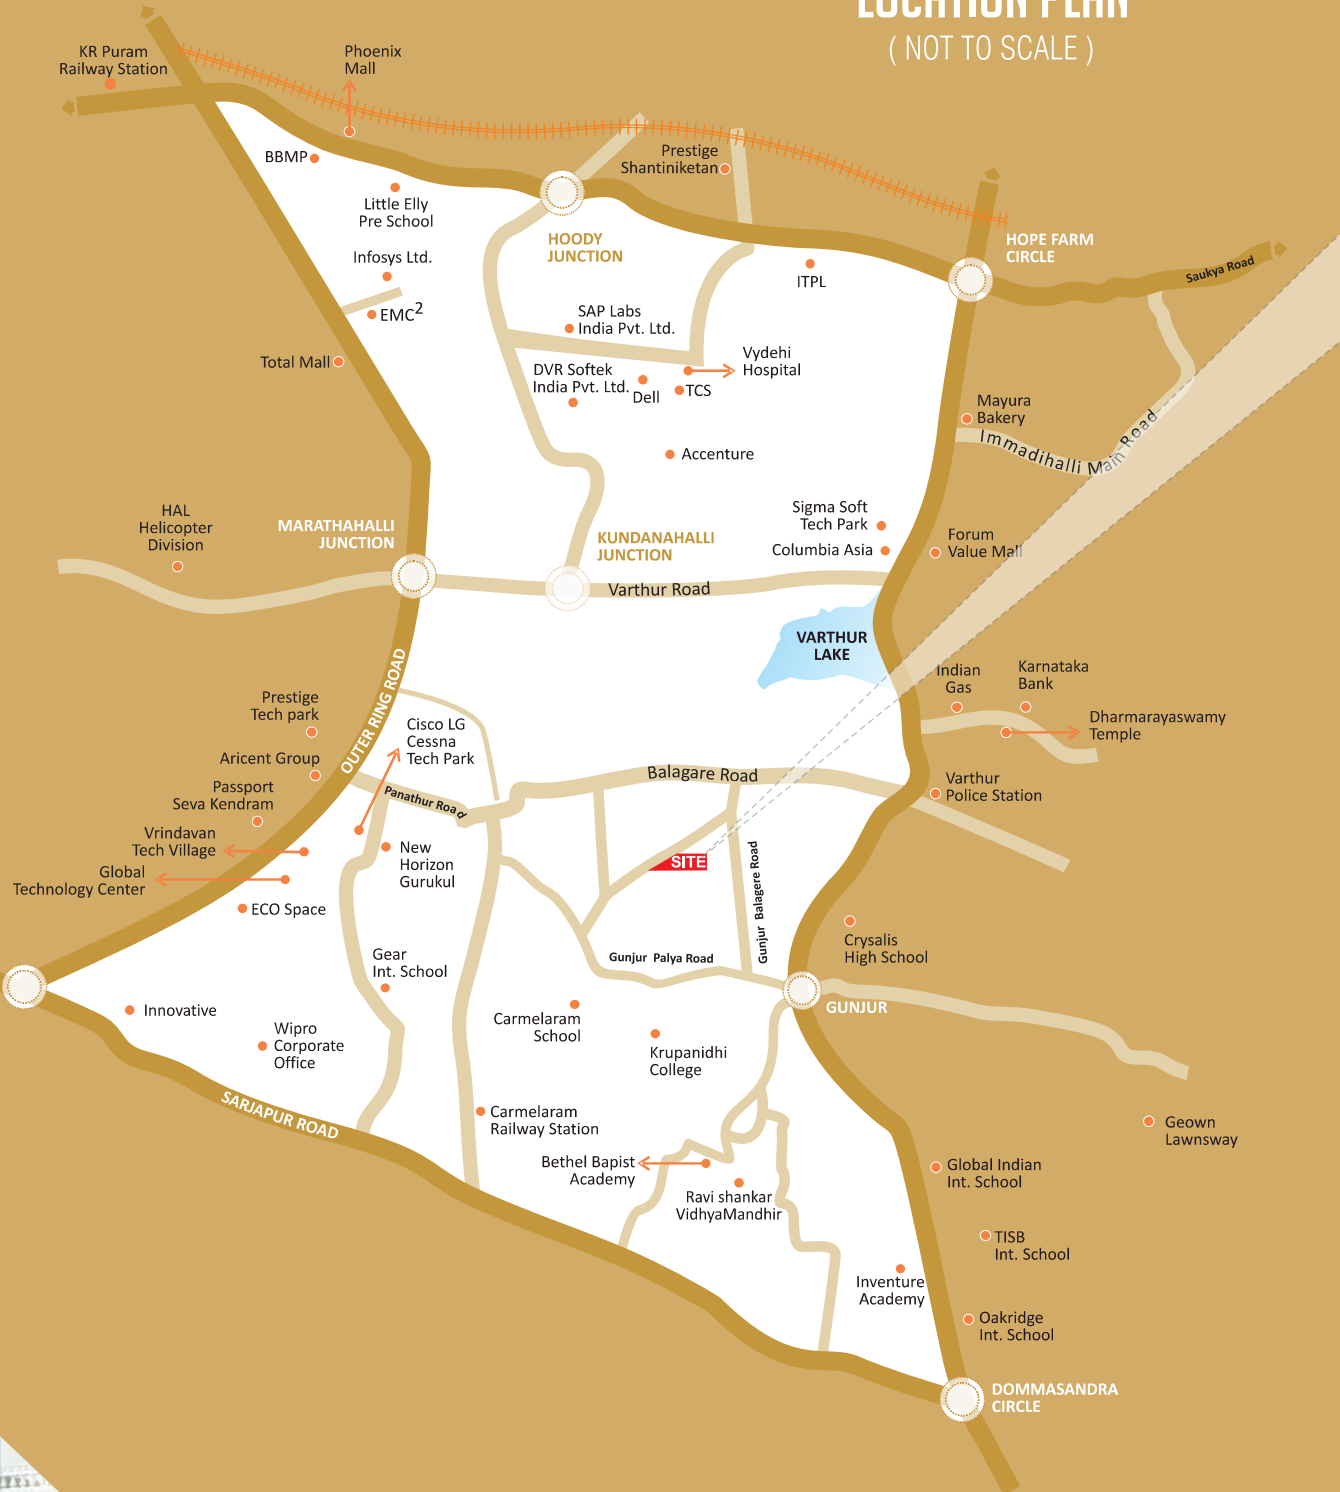 LOCATION PLAN
( NOT TO SCALE )
KR Puram
Railway Station
Phoenix
Mall
BBMP
Little Elly
Pre School
Infosys Ltd.
EMC2
Total Mall
Prestige
Shantiniketan
HOODY
JUNCTION
HOPE FARM
CIRCLE
Saukya Road
ITPL
SAP Labs
India Pvt. Ltd.
DVR Softek
India Pvt. Ltd.
Dell
TCS
Vydehi
Hospital
Mayura
Bakery
Immadihalli Main Road
Accenture
HAL
Helicopter
Division
MARATHAHALLI
JUNCTION
KUNDANAHALLI
JUNCTION
Sigma Soft
Tech Park
Columbia Asia
Forum
Value Mall
Varthur Road
VARTHUR
LAKE
Indian
Gas
Karnataka
Bank
Dharmarayaswamy
Temple
OUTER RING ROAD
Prestige
Tech park
Aricent Group
Passport
Seva Kendram
Vrindavan
Tech Village
Global
Technology Center
ECO Space
Cisco LG
Cessna
Tech Park
Panathur Road
Balagare Road
Varthur
Police Station
New
Horizon
Gurukul
SITE
Gunjur Balagere Road
Gear
Int. School
Gunjur Palya Road
Crysalis
High School
GUNJUR
Innovative
Wipro
Corporate
Office
Carmelaram
School
Krupanidhi
College
SARJAPUR ROAD
Carmelaram
Railway Station
Bethel Bapist
Academy
Ravi shankar
VidhyaMandhir
Geown
Lawnsway
Global Indian
Int. School
TISB
Int. School
Inventure
Academy
Oakridge
Int. School
DOMMASANDRA
CIRCLE